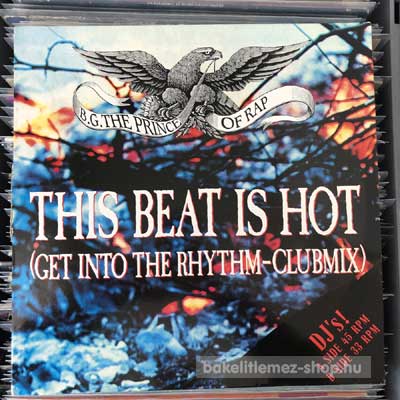 B.G. THE PRINCE OF RAP
THIS BEAT IS HOT
(GET INTO THE RHYTHM-CLUBMIX)
DJ's!
SIDE 45 RPM
SIDE 33 RPM
bakelitlemez-shop.hu